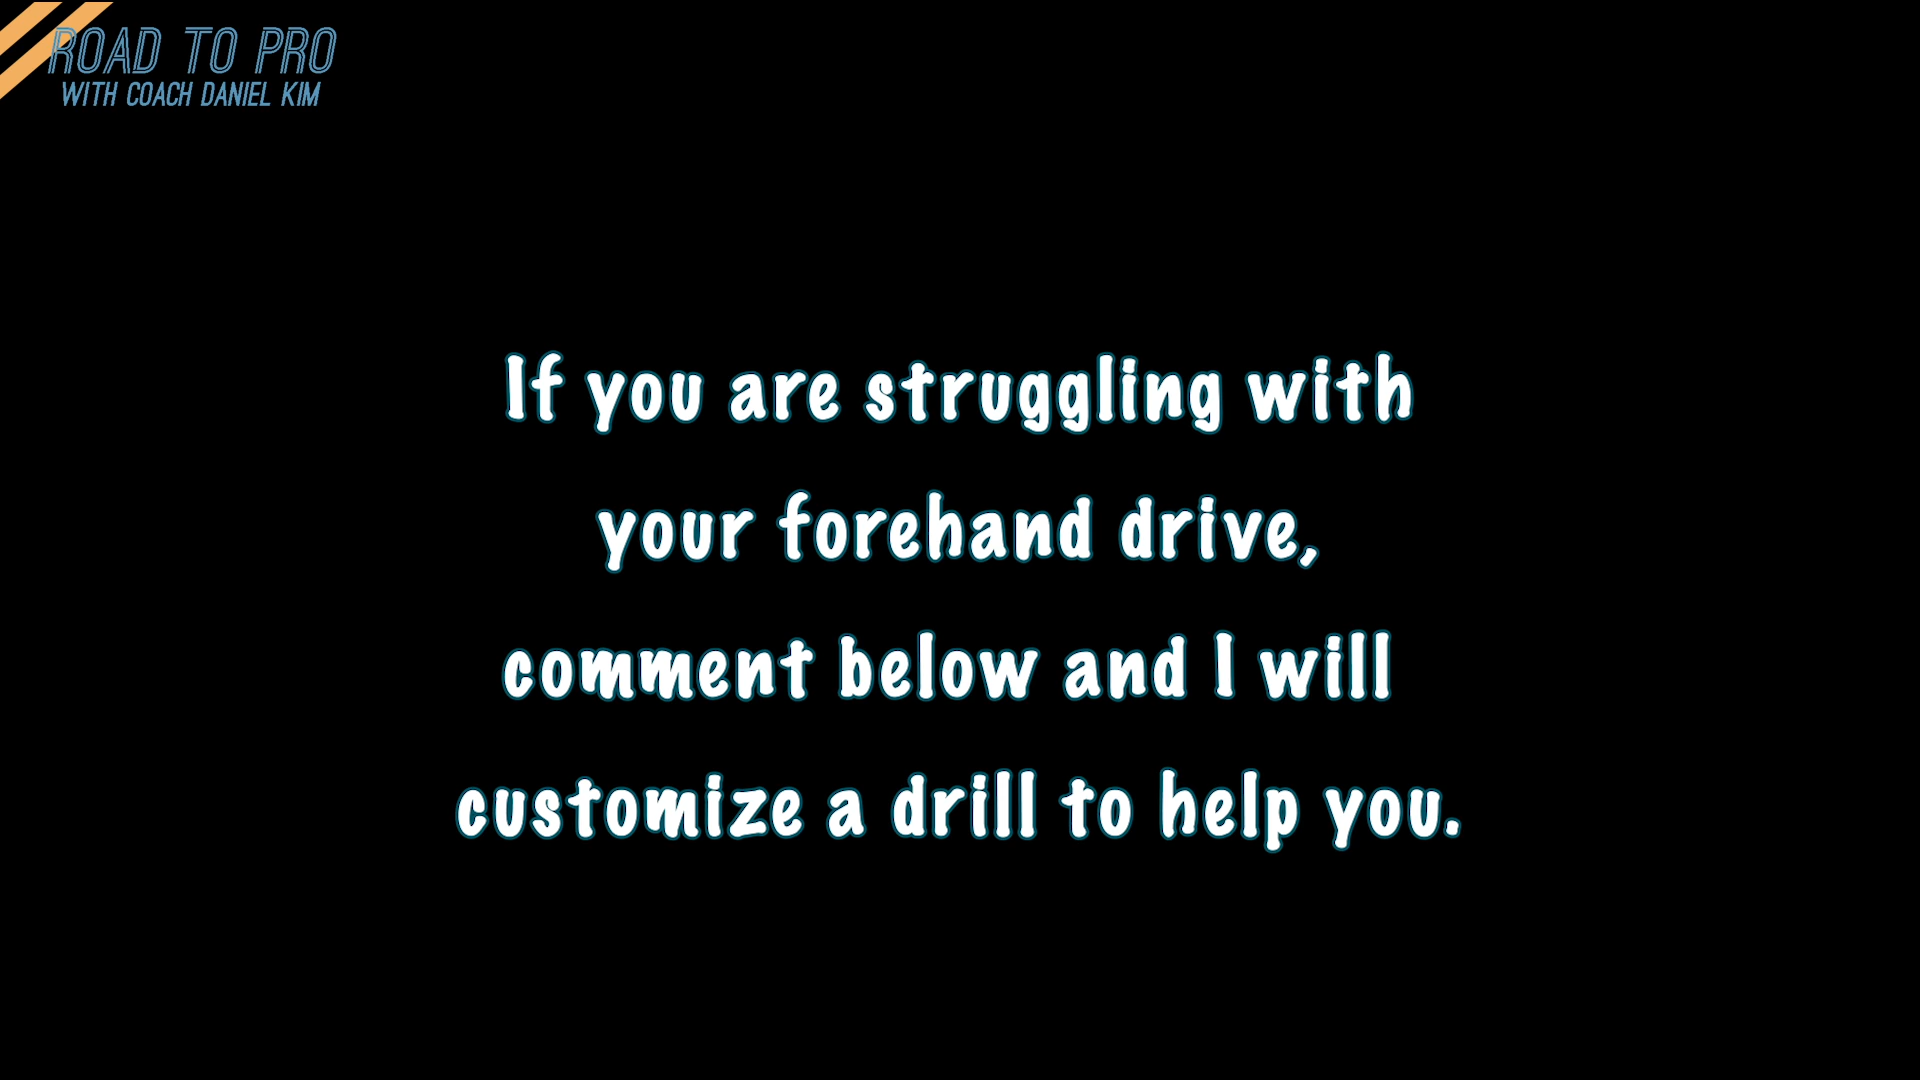 ROAD TO PRO
WITH COACH DANIEL KIM
If you are struggling with
your forehand drive,
comment below and I will
customize a drill to help you.